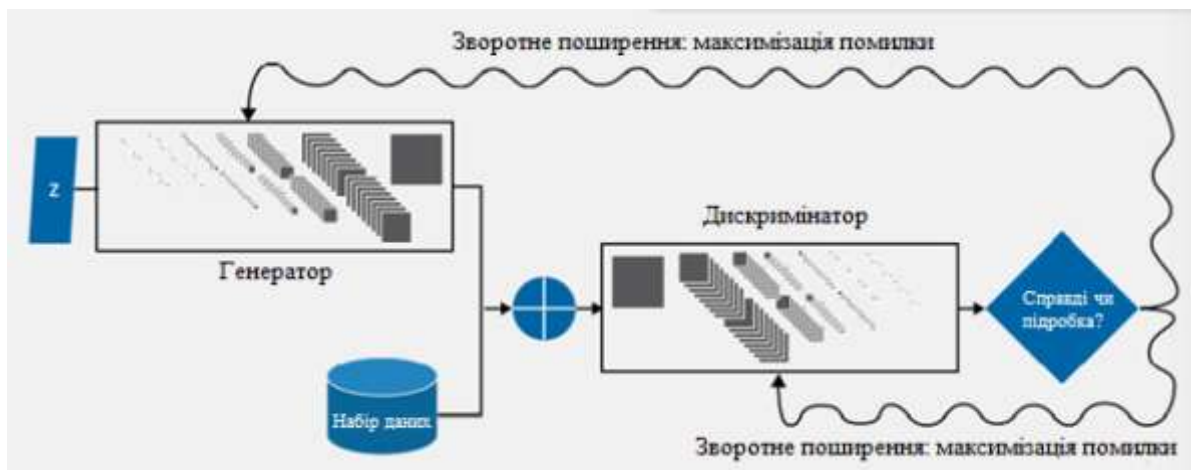 Зворотне поширення: максимізація помилки
z
Генератор
Дискримінатор
Справді чи
підробка?
Набір даних
Зворотне поширення: максимізація помилки